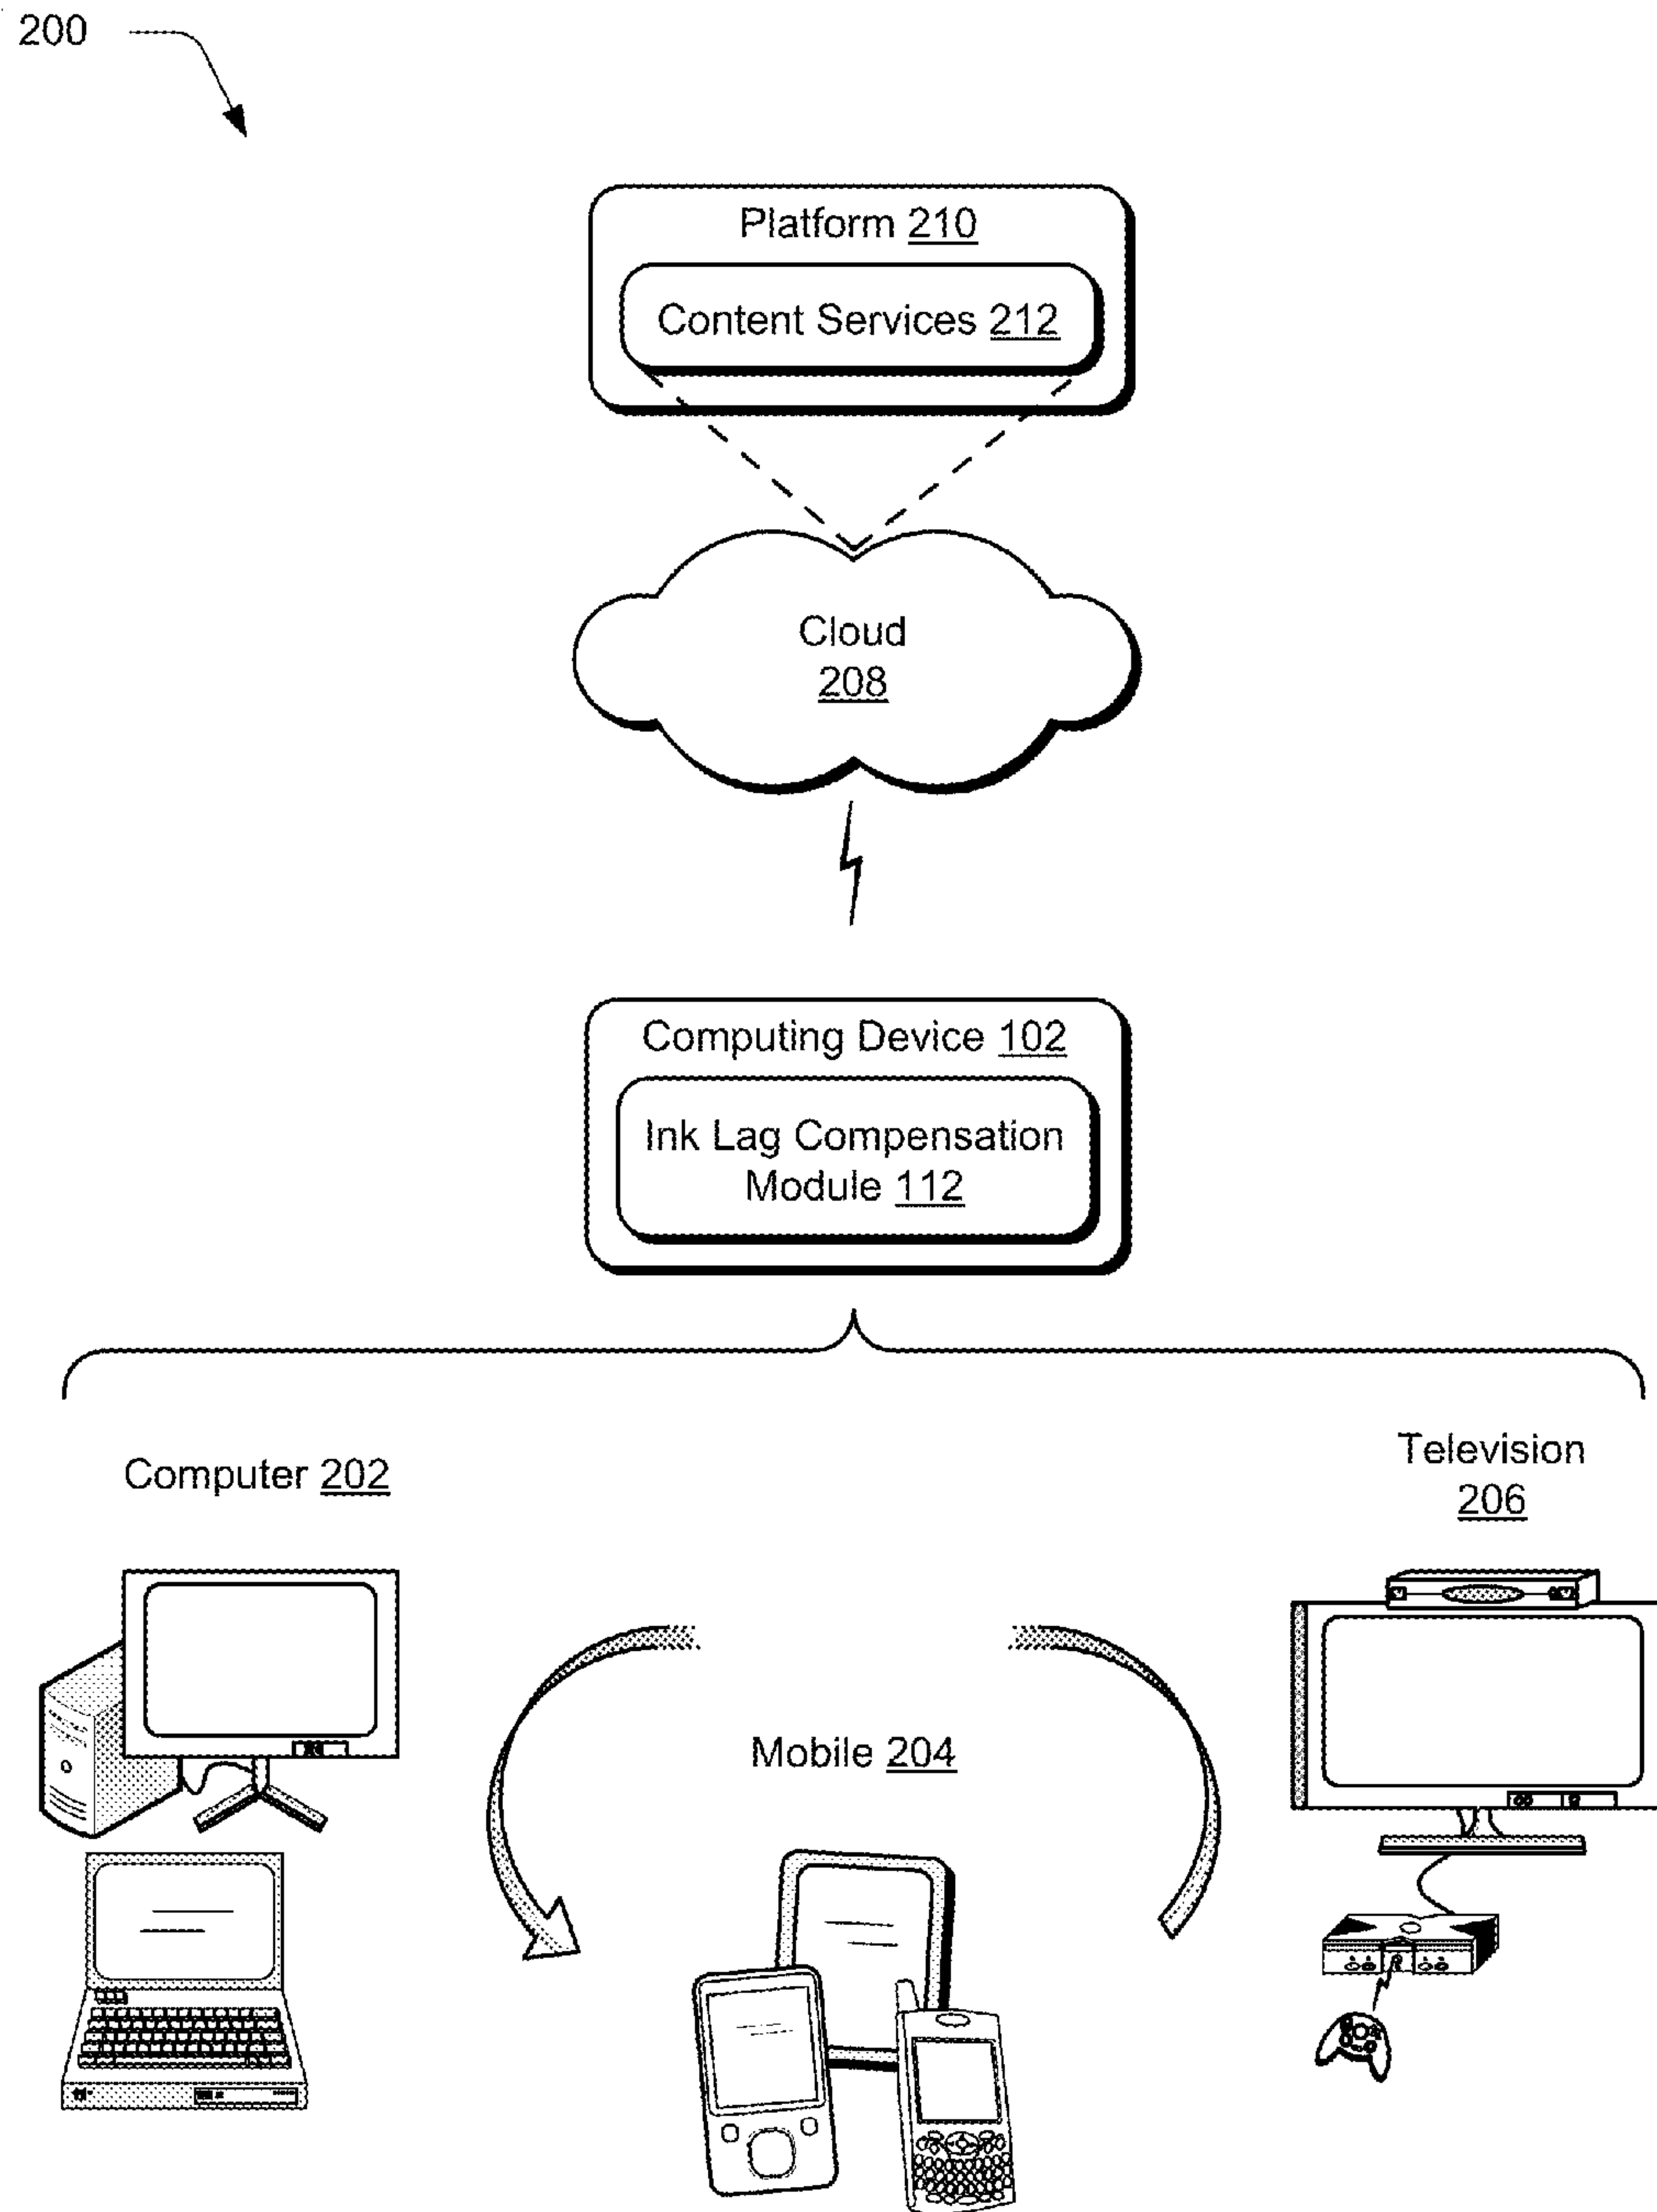 200
Platform 210
Content Services 212
Cloud
208
Computing Device 102
Ink Lag Compensation
Module 112
Computer 202
Television
206
Mobile 204